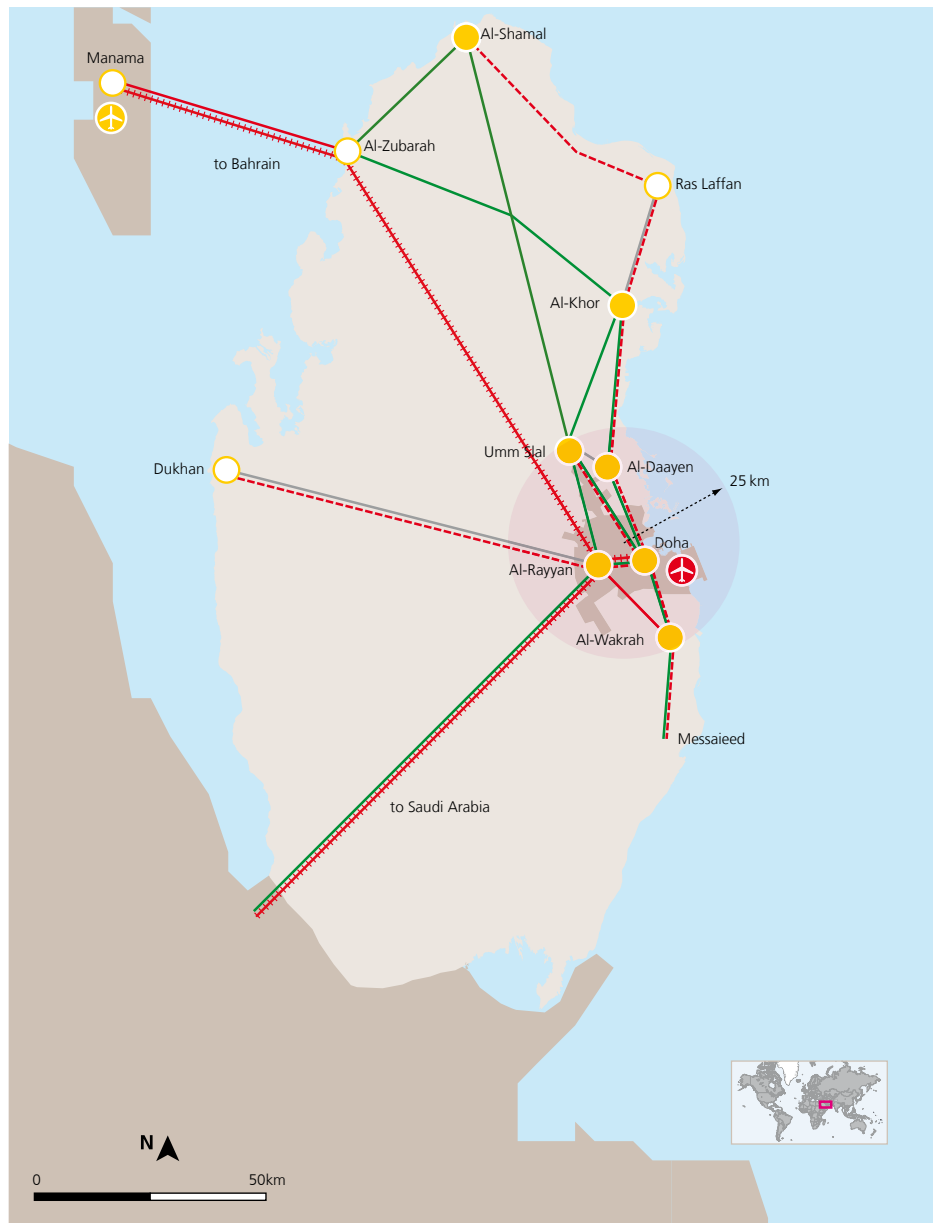 Al-Shamal
Manama
Al-Zubarah
to Bahrain
Ras Laffan
Al-Khor
Umm Slal
Dukhan
Al-Daayen
25 km
Doha
Al-Rayyan
Al-Wakrah
Messaieed
to Saudi Arabia
N
0
50km